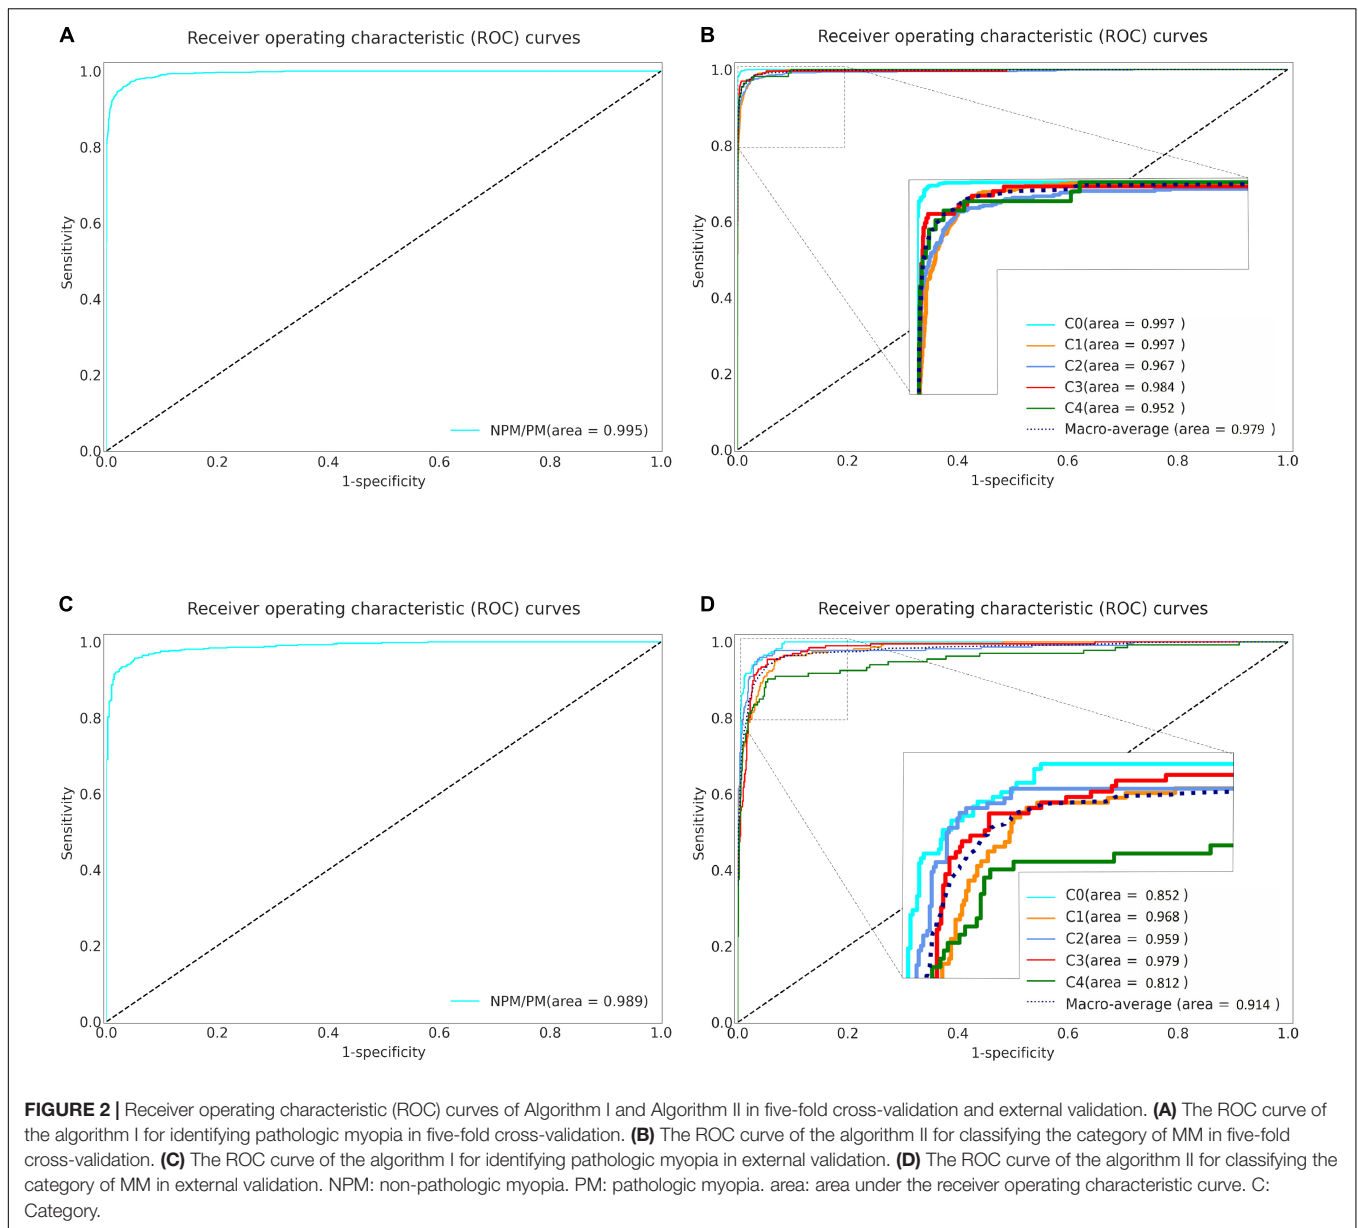 A
Receiver operating characteristic (ROC) curves
1.0
0.8
0.6
0.4
0.2
0.0
Sensitivity
NPM/PM(area = 0.995)
0.0 0.2 0.4 0.6 0.8 1.0
1-specificity
B
Receiver operating characteristic (ROC) curves
1.0
0.8
0.6
0.4
0.2
0.0
Sensitivity
C0(area = 0.997 )
C1(area = 0.997 )
C2(area = 0.967 )
C3(area = 0.984 )
C4(area = 0.952 )
Macro-average (area = 0.979 )
0.0 0.2 0.4 0.6 0.8 1.0
1-specificity
C
Receiver operating characteristic (ROC) curves
1.0
0.8
0.6
0.4
0.2
0.0
Sensitivity
NPM/PM(area = 0.989)
0.0 0.2 0.4 0.6 0.8 1.0
1-specificity
D
Receiver operating characteristic (ROC) curves
1.0
0.8
0.6
0.4
0.2
0.0
Sensitivity
C0(area = 0.852 )
C1(area = 0.968 )
C2(area = 0.959 )
C3(area = 0.979 )
C4(area = 0.812 )
Macro-average (area = 0.914 )
0.0 0.2 0.4 0.6 0.8 1.0
1-specificity
FIGURE 2 | Receiver operating characteristic (ROC) curves of Algorithm I and Algorithm II in five-fold cross-validation and external validation. (A) The ROC curve of
the algorithm I for identifying pathologic myopia in five-fold cross-validation. (B) The ROC curve of the algorithm II for classifying the category of MM in five-fold
cross-validation. (C) The ROC curve of the algorithm I for identifying pathologic myopia in external validation. (D) The ROC curve of the algorithm II for classifying the
category of MM in external validation. NPM: non-pathologic myopia. PM: pathologic myopia. area: area under the receiver operating characteristic curve. C:
Category.